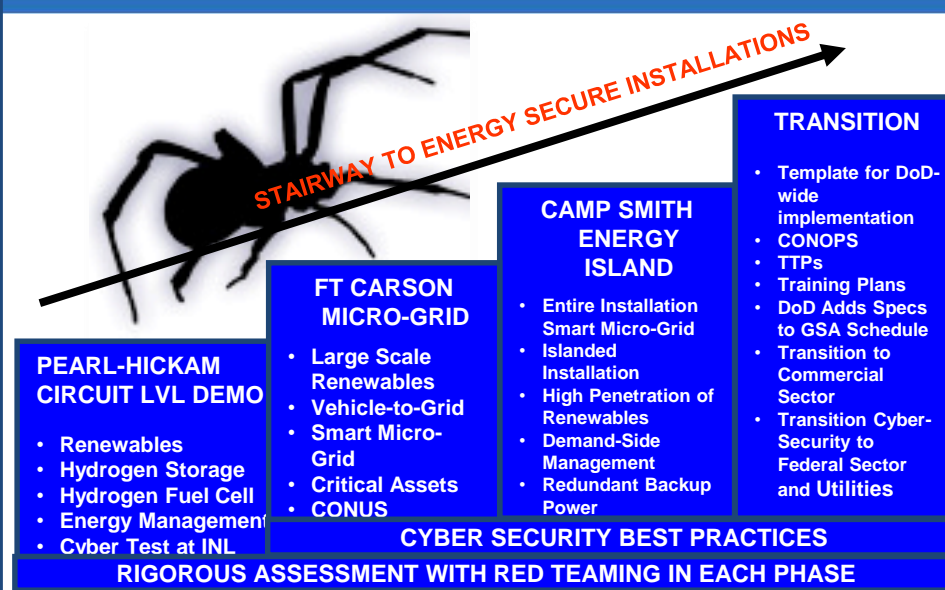 STAIRWAY TO ENERGY SECURE INSTALLATIONS
PEARL-HICKAM
CIRCUIT LVL DEMO
• Renewables
• Hydrogen Storage
• Hydrogen Fuel Cell
• Energy Management
• Cyber Test at INL
FT CARSON
MICRO-GRID
• Large Scale
Renewables
• Vehicle-to-Grid
• Smart Micro-
Grid
• Critical Assets
• CONUS
CAMP SMITH
ENERGY
ISLAND
• Entire Installation
Smart Micro-Grid
• Islanded
Installation
• High Penetration of
Renewables
• Demand-Side
Management
• Redundant Backup
Power
TRANSITION
• Template for DoD-
wide
implementation
• CONOPS
• TTPs
• Training Plans
• DoD Adds Specs
to GSA Schedule
• Transition to
Commercial
Sector
• Transition Cyber-
Security to
Federal Sector
and Utilities
CYBER SECURITY BEST PRACTICES
RIGOROUS ASSESSMENT WITH RED TEAMING IN EACH PHASE